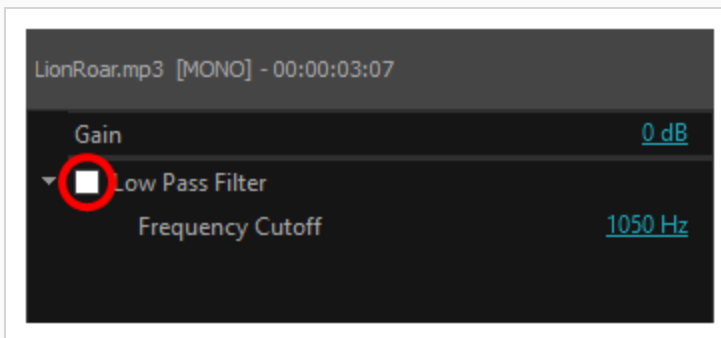 LionRoar.mp3 [MONO] - 00:00:03:07
Gain 0 dB
Low Pass Filter
Frequency Cutoff 1050 Hz